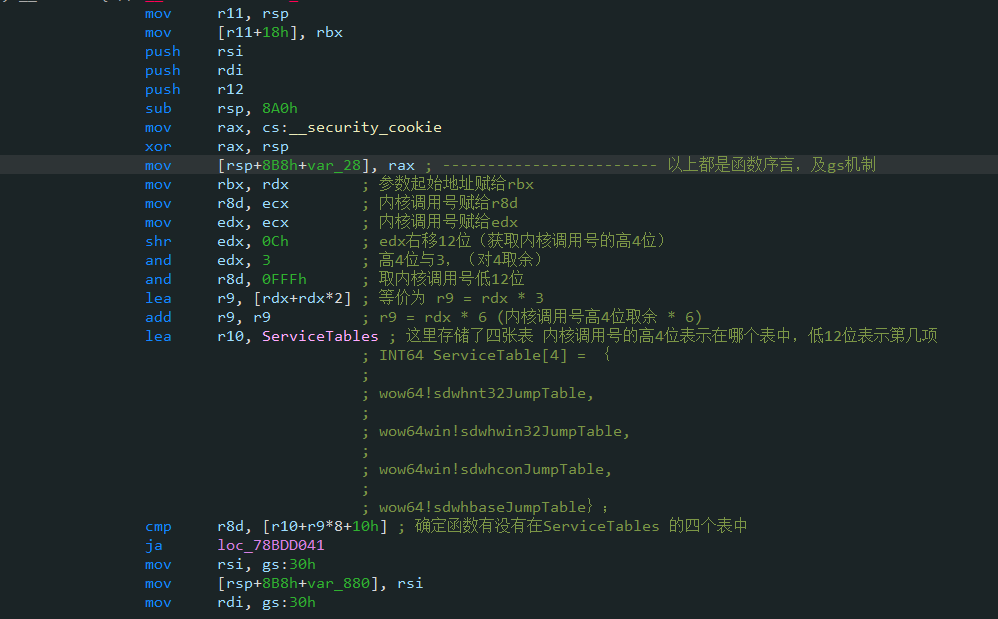 mov r11, rsp
mov [r11+18h], rbx
push rsi
push rdi
push r12
sub rsp, 8A0h
mov rax, cs:__security_cookie
xor rax, rsp
mov [rsp+8B8h+var_28], rax ; ------------------------ 以上都是函数序言，及gs机制
mov rbx, rdx ; 参数起始地址赋给rbx
mov r8d, ecx ; 内核调用号赋给r8d
mov edx, ecx ; 内核调用号赋给edx
shr edx, 0Ch ; edx右移12位（获取内核调用号的高4位）
and edx, 3 ; 高4位与3，（对4取余）
and r8d, 0FFFh ; 取内核调用号低12位
lea r9, [rdx+rdx*2] ; 等价为 r9 = rdx * 3
add r9, r9 ; r9 = rdx * 6 (内核调用号高4位取余 * 6)
lea r10, ServiceTables ; 这里存储了四张表 内核调用号的高4位表示在哪个表中，低12位表示第几项
; INT64 ServiceTable[4] = ｛
;
; wow64!sdwhnt32JumpTable,
;
; wow64win!sdwhwin32JumpTable,
;
; wow64win!sdwhconJumpTable,
;
; wow64!sdwhbaseJumpTable｝;
cmp r8d, [r10+r9*8+10h] ; 确定函数有没有在ServiceTables 的四个表中
ja loc_78BDD041
mov rsi, gs:30h
mov [rsp+8B8h+var_880], rsi
mov rdi, gs:30h